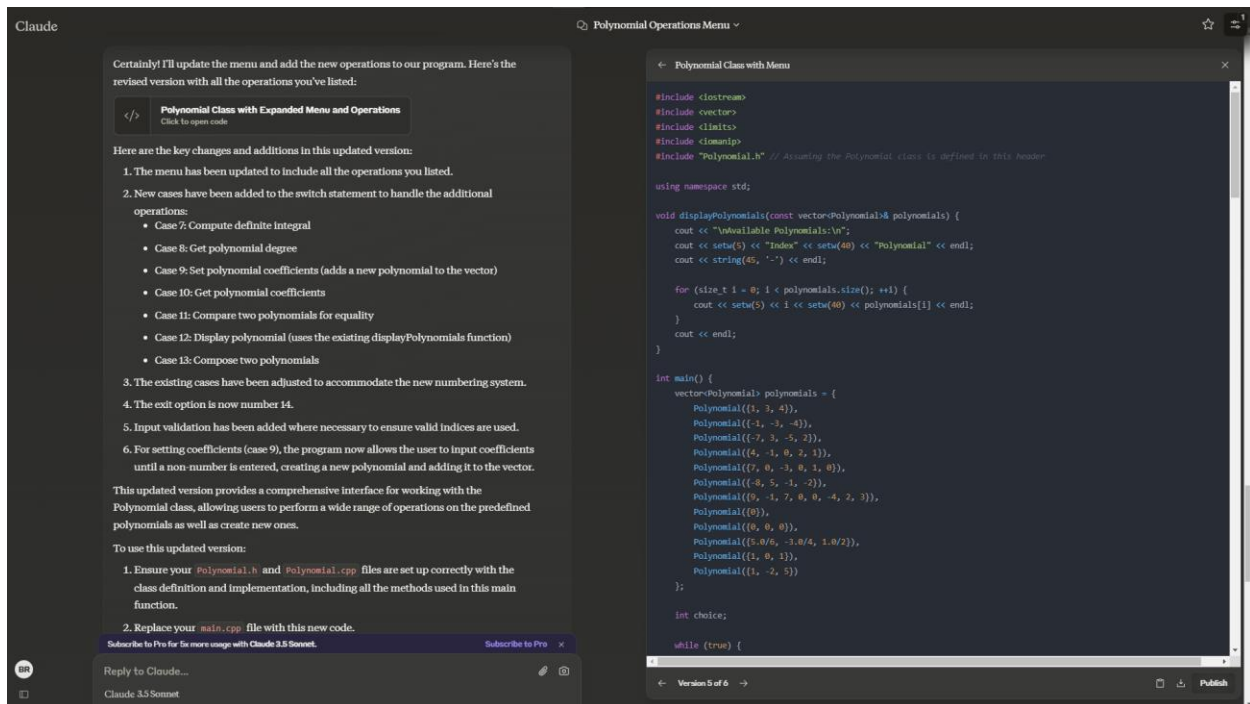 Claude
Polynomial Operations Menu
1
Certainly! I'll update the menu and add the new operations to our program. Here's the
revised version with all the operations you've listed:
</>
Polynomial Class with Expanded Menu and Operations
Click to open code
Here are the key changes and additions in this updated version:
1. The menu has been updated to include all the operations you listed.
2. New cases have been added to the switch statement to handle the additional
operations:
• Case 7: Compute definite integral
• Case 8: Get polynomial degree
• Case 9: Set polynomial coefficients (adds a new polynomial to the vector)
• Case 10: Get polynomial coefficients
• Case 11: Compare two polynomials for equality
• Case 12: Display polynomial (uses the existing displayPolynomials function)
• Case 13: Compose two polynomials
3. The existing cases have been adjusted to accommodate the new numbering system.
4. The exit option is now number 14.
5. Input validation has been added where necessary to ensure valid indices are used.
6. For setting coefficients (case 9), the program now allows the user to input coefficients
until a non-number is entered, creating a new polynomial and adding it to the vector.
This updated version provides a comprehensive interface for working with the
Polynomial class, allowing users to perform a wide range of operations on the predefined
polynomials as well as create new ones.
To use this updated version:
1. Ensure your Polynomial.h and Polynomial.cpp files are set up correctly with the
class definition and implementation, including all the methods used in this main
function.
2. Replace your main.cpp file with this new code.
Subscribe to Pro for 5x more usage with Claude 3.5 Sonnet.
Subscribe to Pro
×
BR
Reply to Claude...
Claude 3.5 Sonnet
← Polynomial Class with Menu
×
#include <iostream>
#include <vector>
#include <limits>
#include <iomanip>
#include "Polynomial.h" // Assuming the Polynomial class is defined in this header
using namespace std;
void displayPolynomials(const vector<Polynomial>& polynomials) {
cout << "\nAvailable Polynomials:\n";
cout << setw(5) << "Index" << setw(40) << "Polynomial" << endl;
cout << string(45, '-') << endl;
for (size_t i = 0; i < polynomials.size(); ++i) {
cout << setw(5) << i << setw(40) << polynomials[i] << endl;
}
cout << endl;
}
int main() {
vector<Polynomial> polynomials = {
Polynomial({1, 3, 4}),
Polynomial({-1, -3, -4}),
Polynomial({-7, 3, -5, 2}),
Polynomial({4, -1, 0, 2, 1}),
Polynomial({7, 0, -3, 0, 1, 0}),
Polynomial({-8, 5, -1, -2}),
Polynomial({9, -1, 7, 0, 0, -4, 2, 3}),
Polynomial({0}),
Polynomial({0, 0, 0}),
Polynomial({5.0/6, -3.0/4, 1.0/2}),
Polynomial({1, 0, 1}),
Polynomial({1, -2, 5})
};
int choice;
while (true) {
← Version 5 of 6 →
Publish